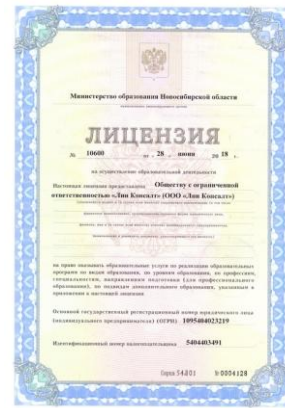 Министерство образования Новосибирской области
ЛИЦЕНЗИЯ
№ 10600 от « 28 » июня 20 18 г.
на осуществление образовательной деятельности
Настоящая лицензия предоставлена Обществу с ограниченной
ответственностью «Лин Консалт» (ООО «Лин Консалт»)
на право оказывать образовательные услуги по реализации образовательных
программ по видам образования, по уровням образования, по профессиям,
специальностям, направлениям подготовки (для профессионального
образования), по подвидам дополнительного образования, указанным в
приложении к настоящей лицензии
Основной государственный регистрационный номер юридического лица
(индивидуального предпринимателя) (ОГРН) 1095404023219
Идентификационный номер налогоплательщика 5404403491
Серия 54Л01 № 0004128